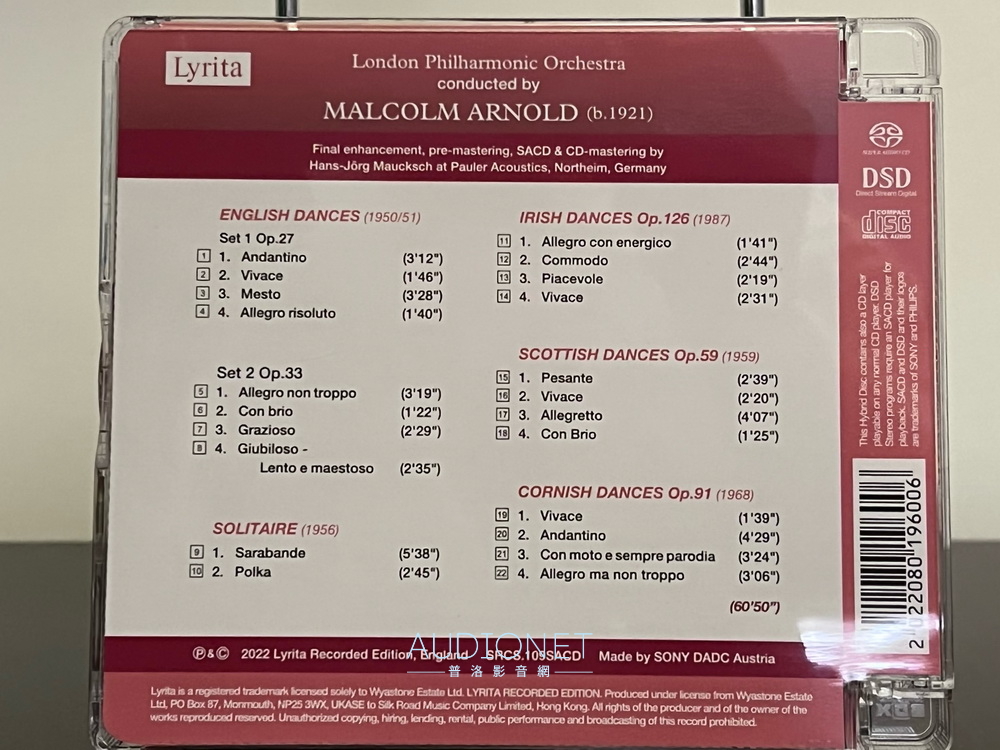 Lyrita
London Philharmonic Orchestra
conducted by
MALCOLM ARNOLD (b.1921)
Final enhancement, pre-mastering, SACD & CD-mastering by
Hans-Jörg Maucksch at Pauler Acoustics, Northeim, Germany
ENGLISH DANCES (1950/51)
Set 1 Op.27
1 1. Andantino (3'12")
2 2. Vivace (1'46")
3 3. Mesto (3'28")
4 4. Allegro risoluto (1'40")
Set 2 Op.33
5 1. Allegro non troppo (3'19")
6 2. Con brio (1'22")
7 3. Grazioso (2'29")
8 4. Giubiloso -
Lento e maestoso (2'35")
SOLITAIRE (1956)
9 1. Sarabande (5'38")
10 2. Polka (2'45")
IRISH DANCES Op.126 (1987)
11 1. Allegro con energico (1'41")
12 2. Commodo (2'44")
13 3. Piacevole (2'19")
14 4. Vivace (2'31")
SCOTTISH DANCES Op.59 (1959)
15 1. Pesante (2'39")
16 2. Vivace (2'20")
17 3. Allegretto (4'07")
18 4. Con Brio (1'25")
CORNISH DANCES Op.91 (1968)
19 1. Vivace (1'39")
20 2. Andantino (4'29")
21 3. Con moto e sempre parodia (3'24")
22 4. Allegro ma non troppo (3'06")
(60'50")
℗ & © 2022 Lyrita Recorded Edition, England SRCS.109SACD Made by SONY DADC Austria
AUDIONET
普洛影音網
Lyrita is a registered trademark licensed solely to Wyastone Estate Ltd. LYRITA RECORDED EDITION. Produced under license from Wyastone Estate
Ltd, PO Box 87, Monmouth, NP25 3WX, UKASE to Silk Road Music Company Limited, Hong Kong. All rights of the producer and of the owner of the
works reproduced reserved. Unauthorized copying, hiring, lending, rental, public performance and broadcasting of this record prohibited.
SUPER AUDIO CD
DSD
Direct Stream Digital
COMPACT
disc
DIGITAL AUDIO
This Hybrid Disc contains also a CD layer
playable on any normal CD player. DSD
Stereo programs require an SACD player for
playback. SACD and DSD and their logos
are trademarks of SONY and PHILIPS.